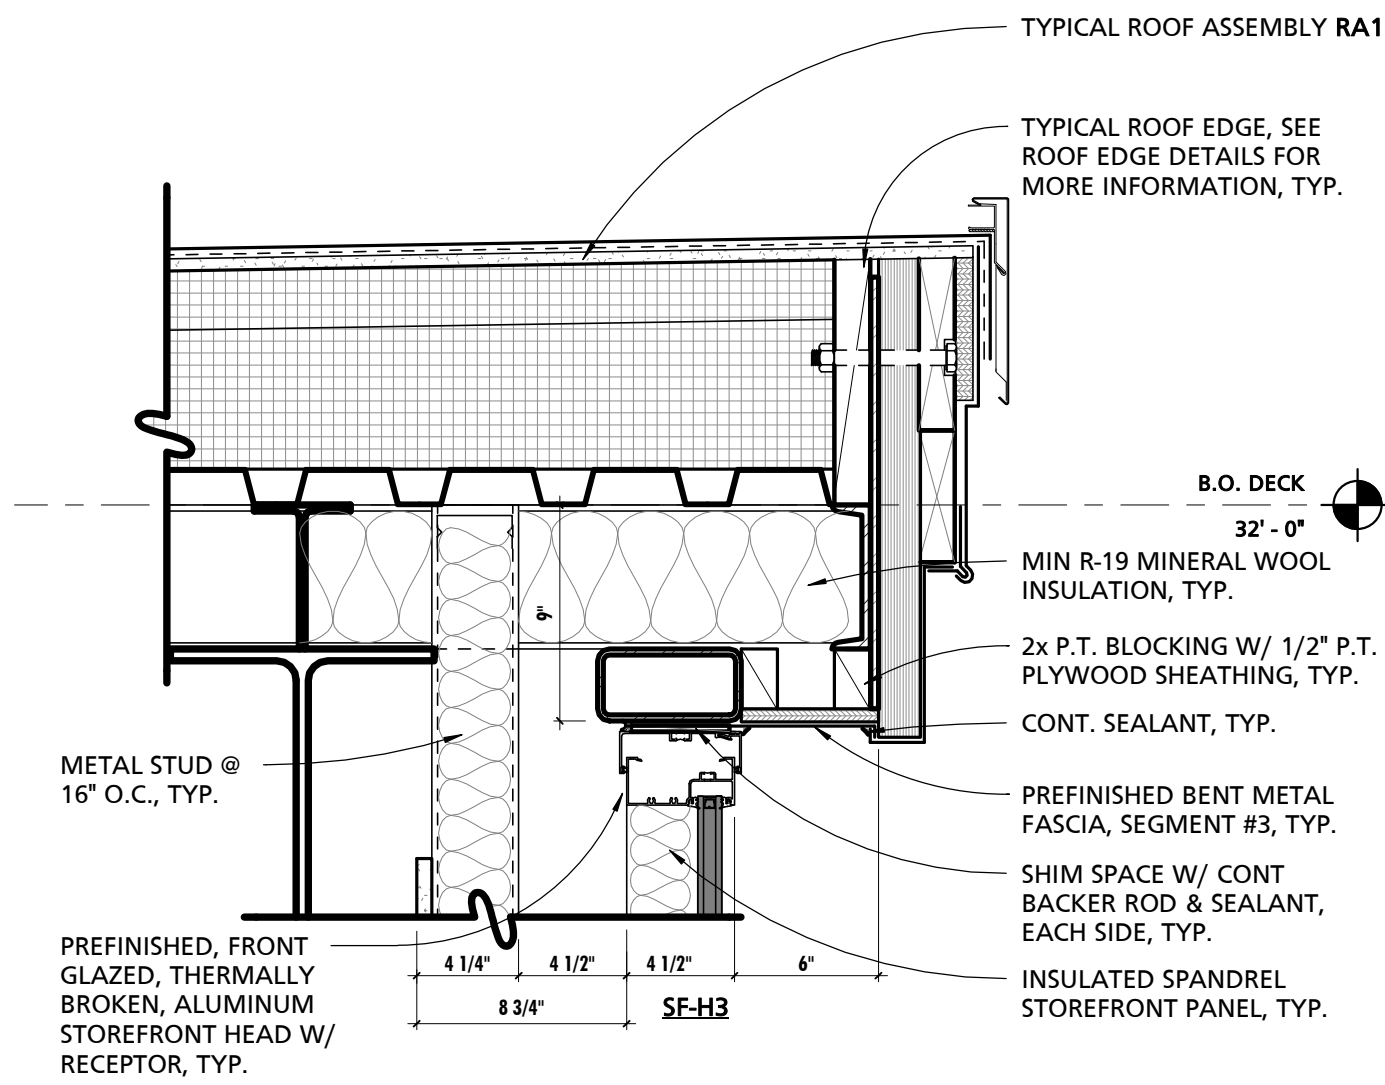 TYPICAL ROOF ASSEMBLY RA1
TYPICAL ROOF EDGE, SEE
ROOF EDGE DETAILS FOR
MORE INFORMATION, TYP.
B.O. DECK
32' - 0"
MIN R-19 MINERAL WOOL
INSULATION, TYP.
9"
2x P.T. BLOCKING W/ 1/2" P.T.
PLYWOOD SHEATHING, TYP.
CONT. SEALANT, TYP.
METAL STUD @
16" O.C., TYP.
PREFINISHED BENT METAL
FASCIA, SEGMENT #3, TYP.
SHIM SPACE W/ CONT
BACKER ROD & SEALANT,
EACH SIDE, TYP.
INSULATED SPANDREL
STOREFRONT PANEL, TYP.
PREFINISHED, FRONT
GLAZED, THERMALLY
BROKEN, ALUMINUM
STOREFRONT HEAD W/
RECEPTOR, TYP.
4 1/4" 4 1/2" 4 1/2" 6"
8 3/4"
SF-H3